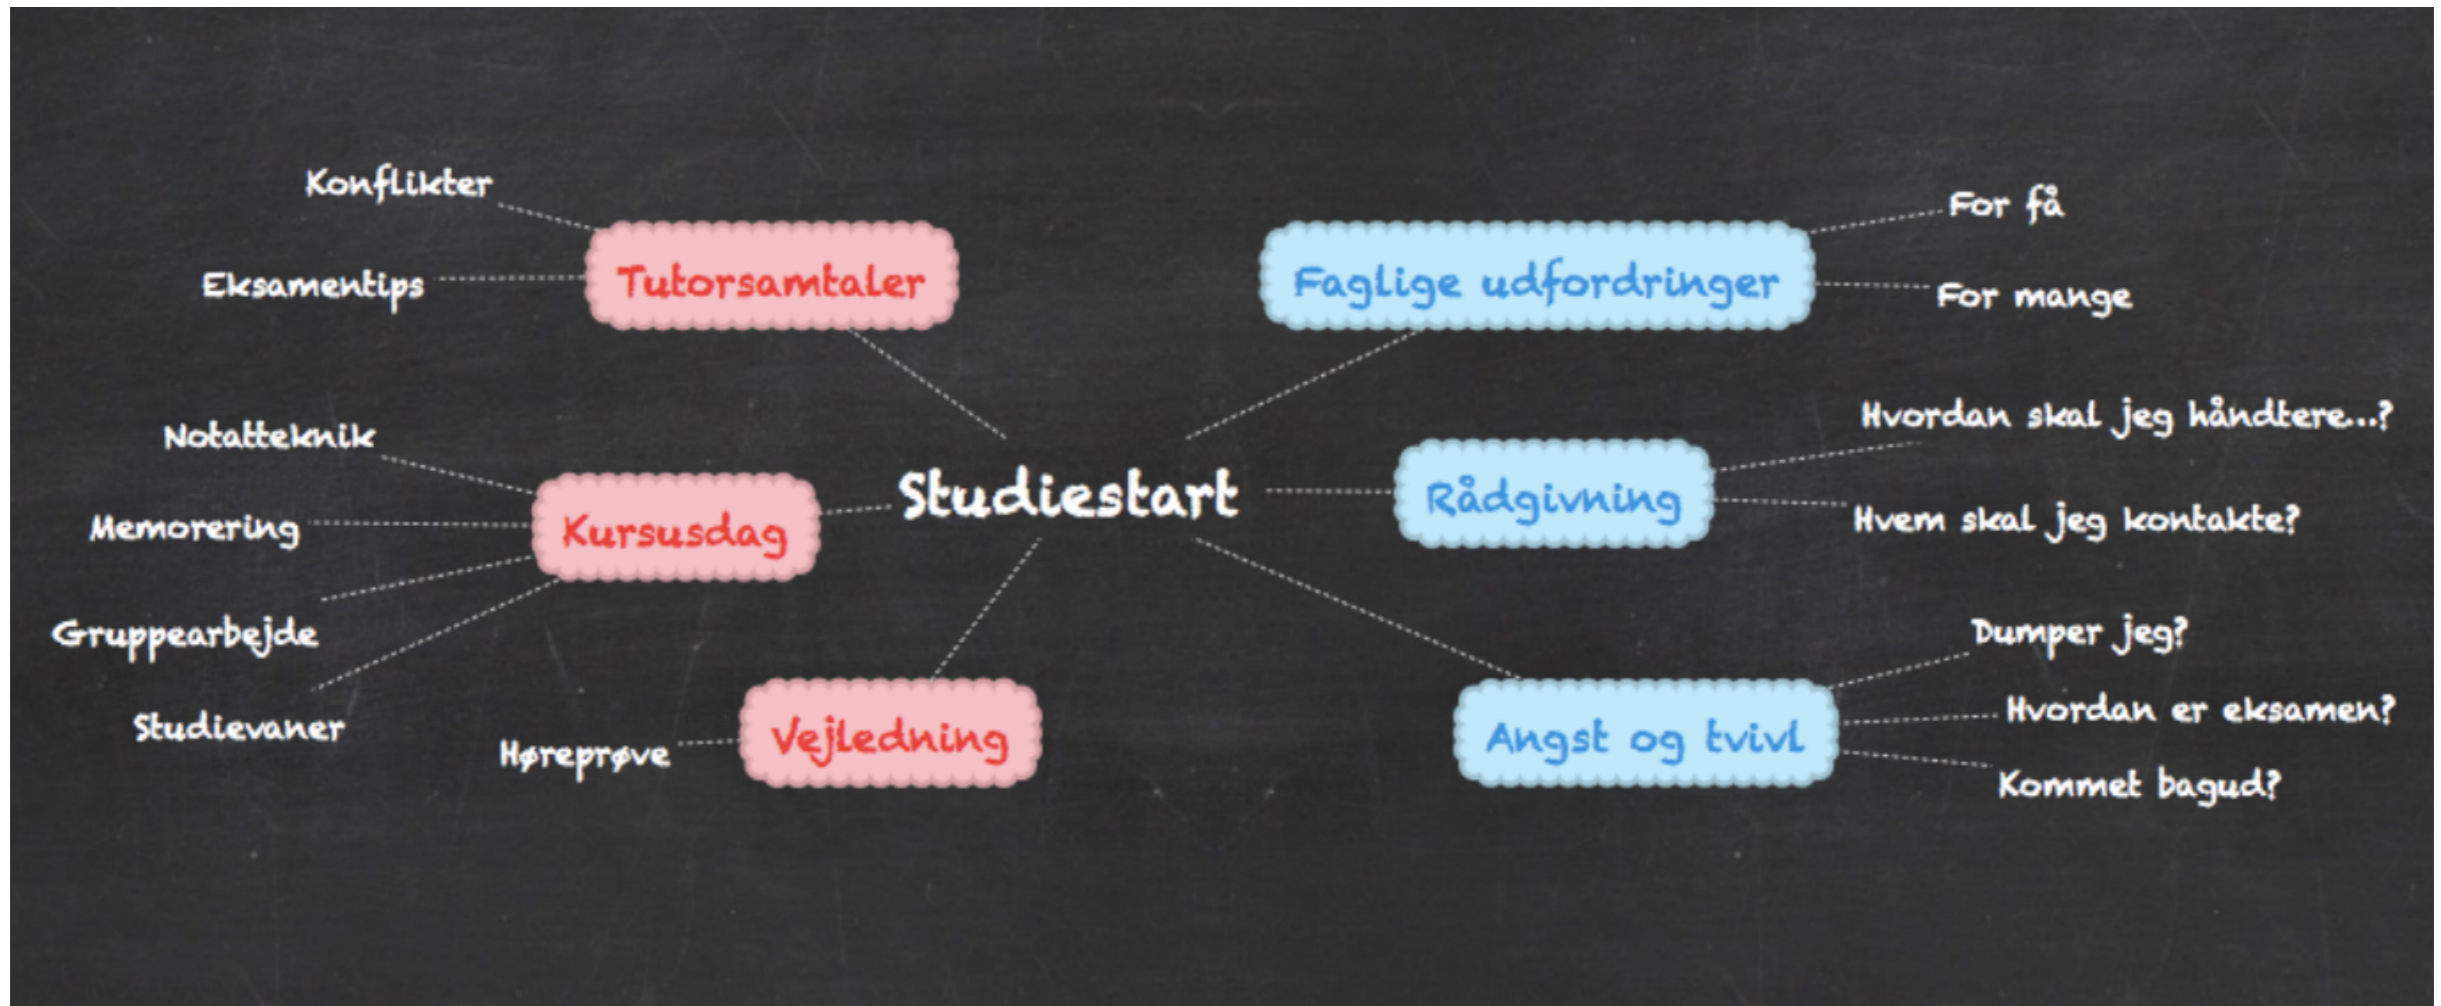 Studiestart
Tutorsamtaler
Konflikter
Eksamentips
Kursusdag
Notatteknik
Memorering
Gruppearbejde
Studievaner
Vejledning
Høreprøve
Faglige udfordringer
For få
For mange
Rådgivning
Hvordan skal jeg håndtere...?
Hvem skal jeg kontakte?
Angst og tvivl
Dumper jeg?
Hvordan er eksamen?
Kommet bagud?